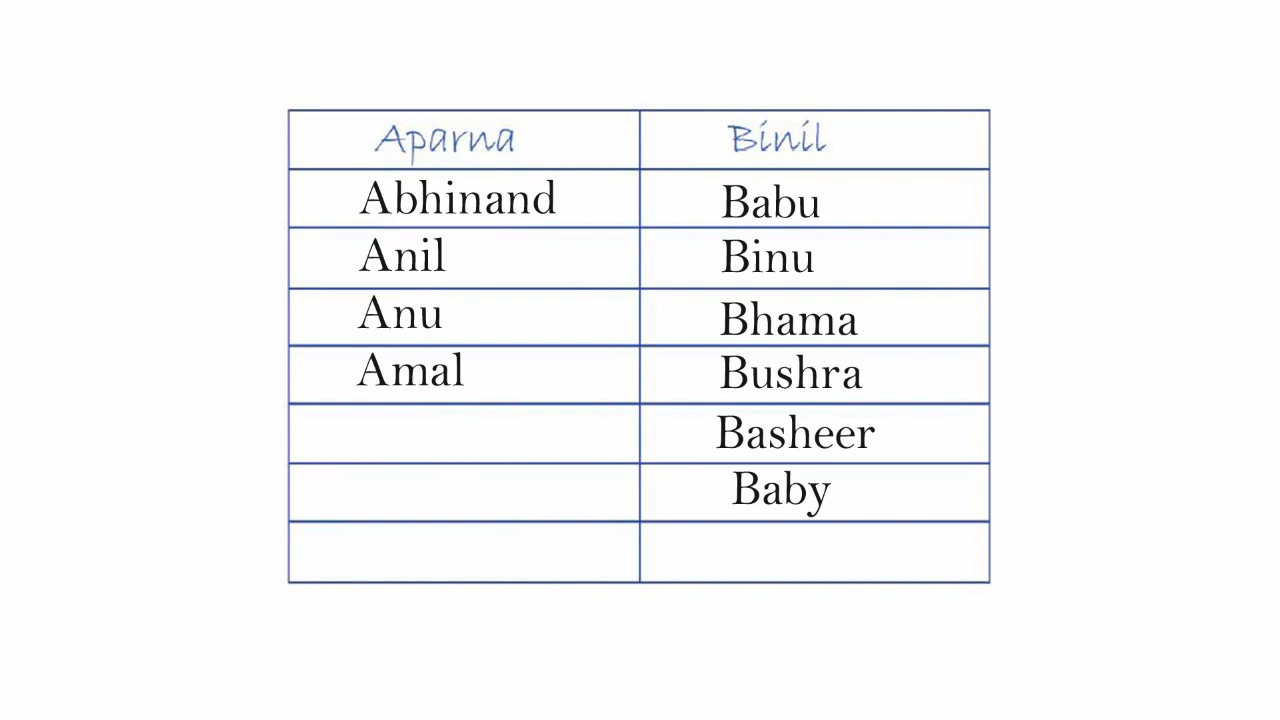 Aparna Binil
Abhinand Babu
Anil Binu
Anu Bhama
Amal Bushra
Basheer
Baby